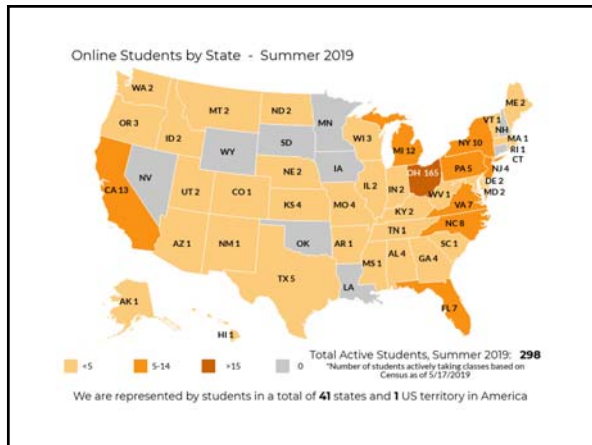 Online Students by State - Summer 2019
WA 2
MT 2
ND 2
MN
ME 2
VT 1
NH
OR 3
ID 2
SD
WI 3
MI 12
NY 10
MA 1
RI 1
CT
WY
IA
PA 5
NJ 4
NV
NE 2
OH 165
DE 2
CA 13
UT 2
CO 1
IL 2
IN 2
WV 1
MD 2
KS 4
MO 4
KY 2
VA 7
TN 1
NC 8
AZ 1
NM 1
OK
AR 1
SC 1
MS 1
AL 4
GA 4
TX 5
LA
AK 1
FL 7
HI 1
<5
5-14
>15
0
Total Active Students, Summer 2019: 298
*Number of students actively taking classes based on
Census as of 5/17/2019
We are represented by students in a total of 41 states and 1 US territory in America